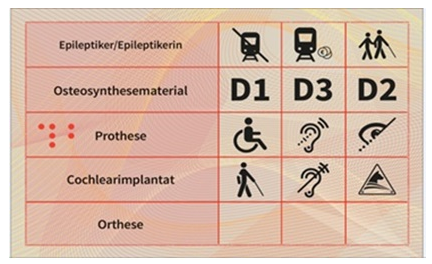 Epileptiker/Epileptikerin
Osteosynthesematerial D1 D3 D2
Prothese
Cochlearimplantat
Orthese